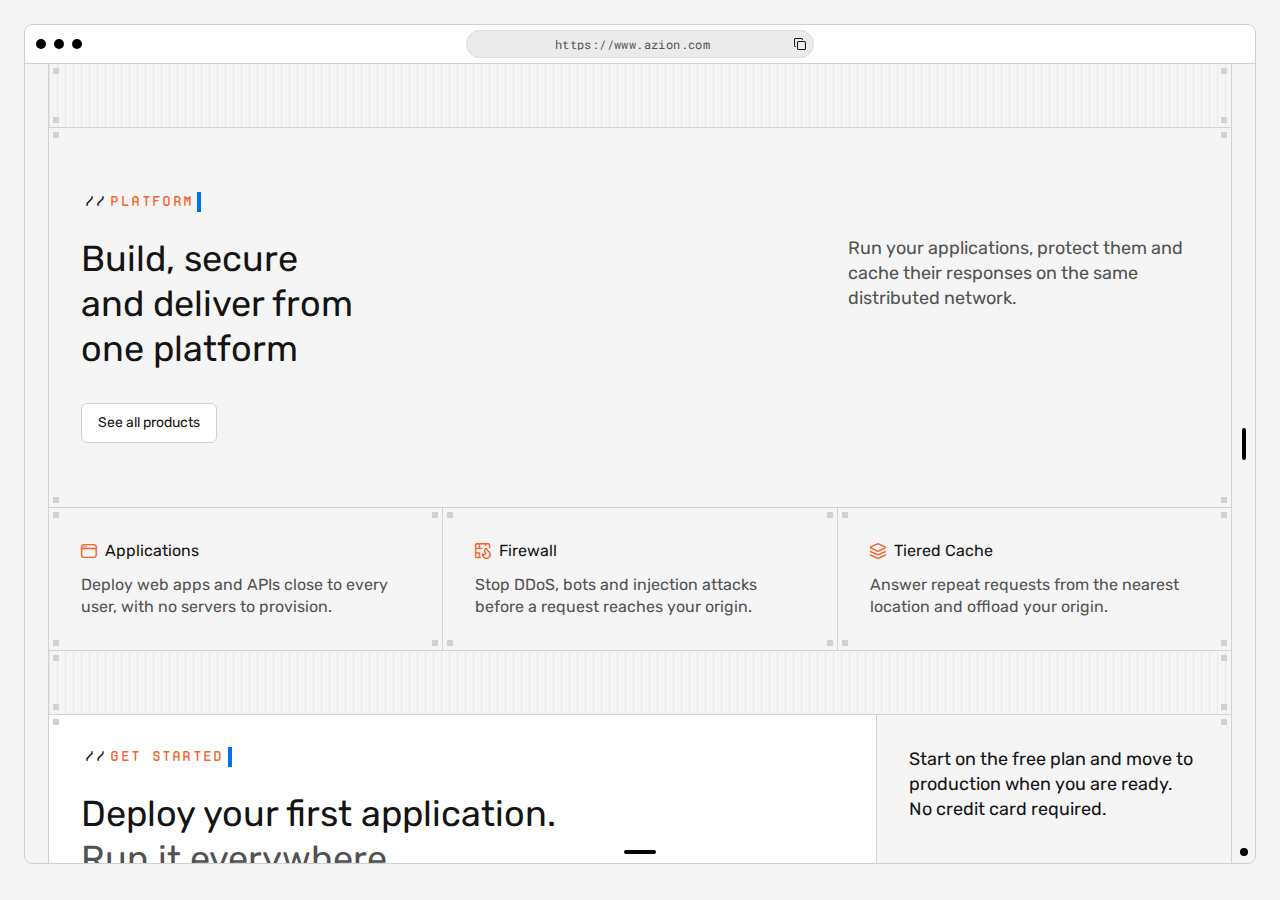 https://www.azion.com
// PLATFORM
Build, secure
and deliver from
one platform
Run your applications, protect them and
cache their responses on the same
distributed network.
See all products
Applications
Deploy web apps and APIs close to every
user, with no servers to provision.
Firewall
Stop DDoS, bots and injection attacks
before a request reaches your origin.
Tiered Cache
Answer repeat requests from the nearest
location and offload your origin.
// GET STARTED
Deploy your first application.
Run it everywhere
Start on the free plan and move to
production when you are ready.
No credit card required.